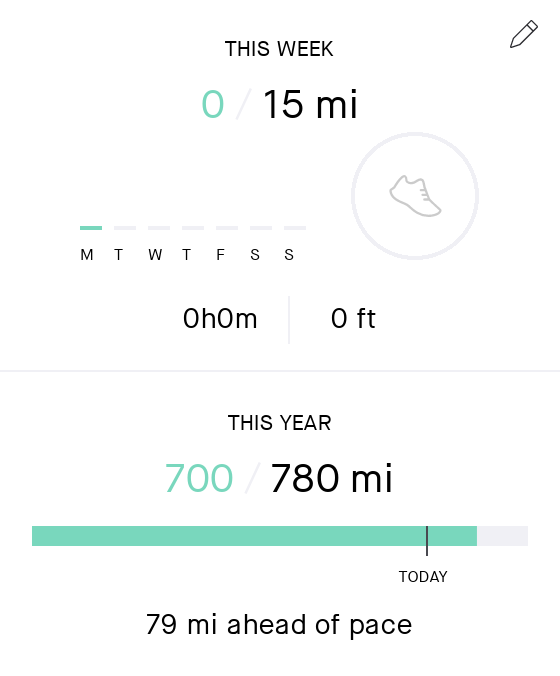 THIS WEEK
0 / 15 mi
M T W T F S S
0h0m 0 ft
THIS YEAR
700 / 780 mi
TODAY
79 mi ahead of pace